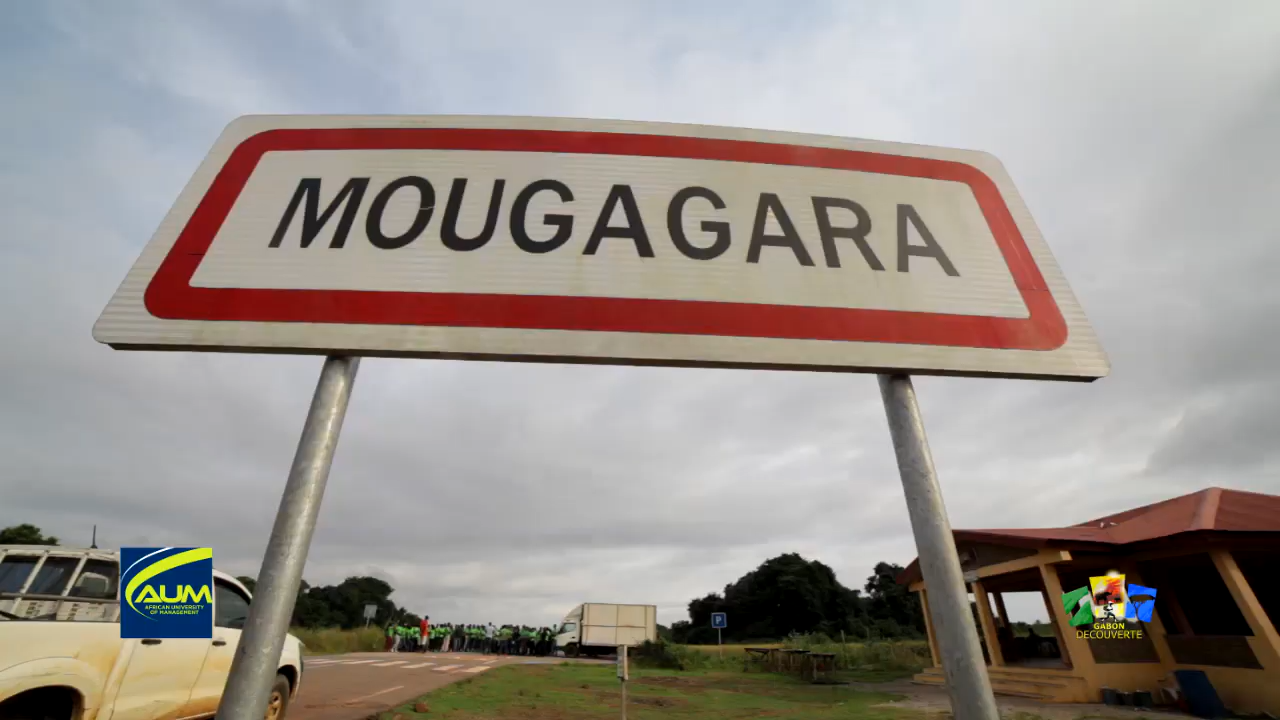 MOUGAGARA
AUM
AFRICAN UNIVERSITY
OF MANAGEMENT
P
GABON
DECOUVERTE